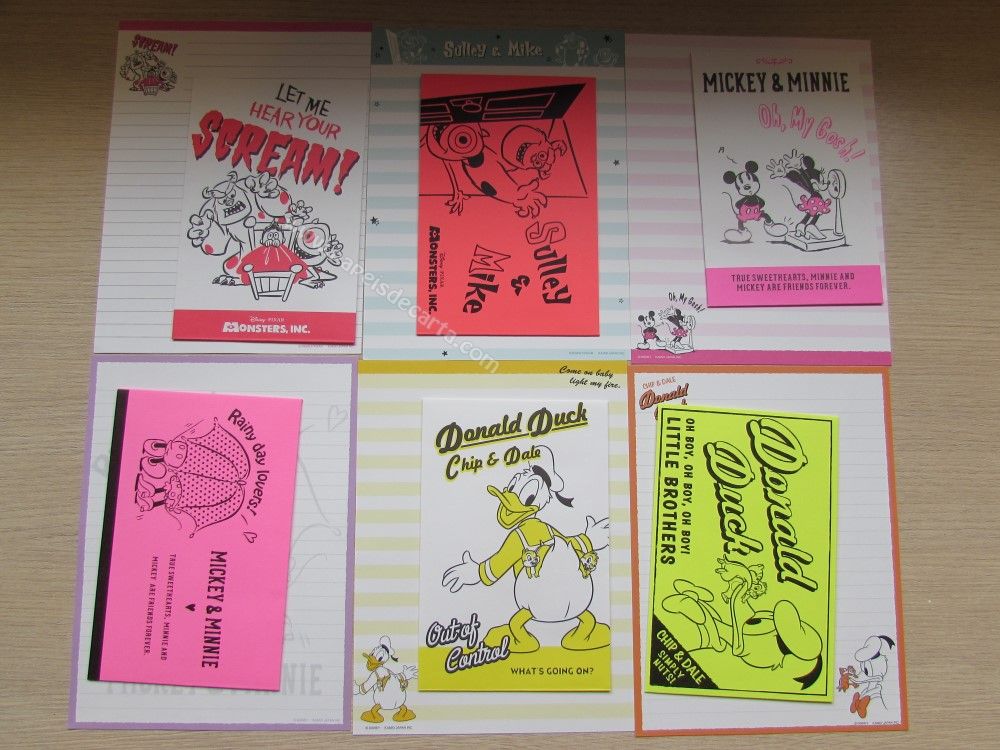 SCREAM!
LET ME
HEAR YOUR
SCREAM!
Disney PIXAR
MONSTERS, INC.
Sulley & Mike
Sulley
&
Mike
Disney PIXAR
MONSTERS, INC.
MICKEY & MINNIE
Oh, My Gosh!
TRUE SWEETHEARTS, MINNIE AND
MICKEY ARE FRIENDS FOREVER.
Oh, My Gosh!
Rainy day lovers!
MICKEY & MINNIE
TRUE SWEETHEARTS, MINNIE AND
MICKEY ARE FRIENDS FOREVER.
MICKEY & MINNIE
Come on baby
light my fire.
Donald Duck
Chip & Dale
Out of
Control
WHAT'S GOING ON?
CHIP & DALE
Donald
Donald
Duck
OH BOY, OH BOY, OH BOY!
LITTLE BROTHERS
CHIP & DALE
SIMPLY
NUTS!